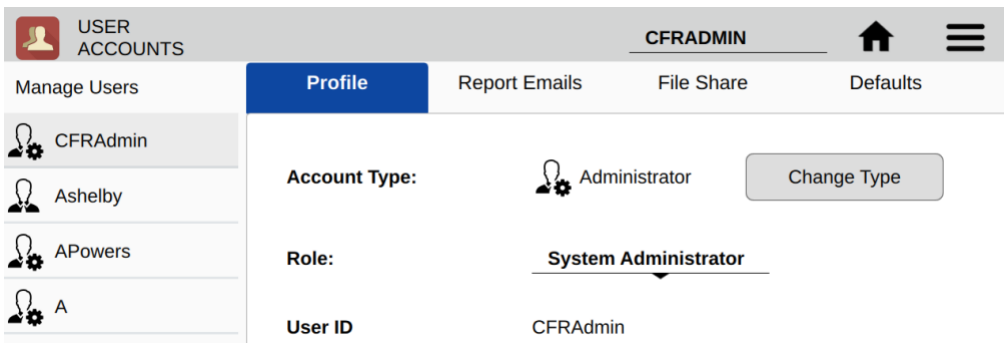 USER
ACCOUNTS
CFRADMIN
Manage Users
Profile
Report Emails
File Share
Defaults
CFRAdmin
Ashelby
APowers
A
Account Type:
Administrator
Change Type
Role:
System Administrator
User ID
CFRAdmin